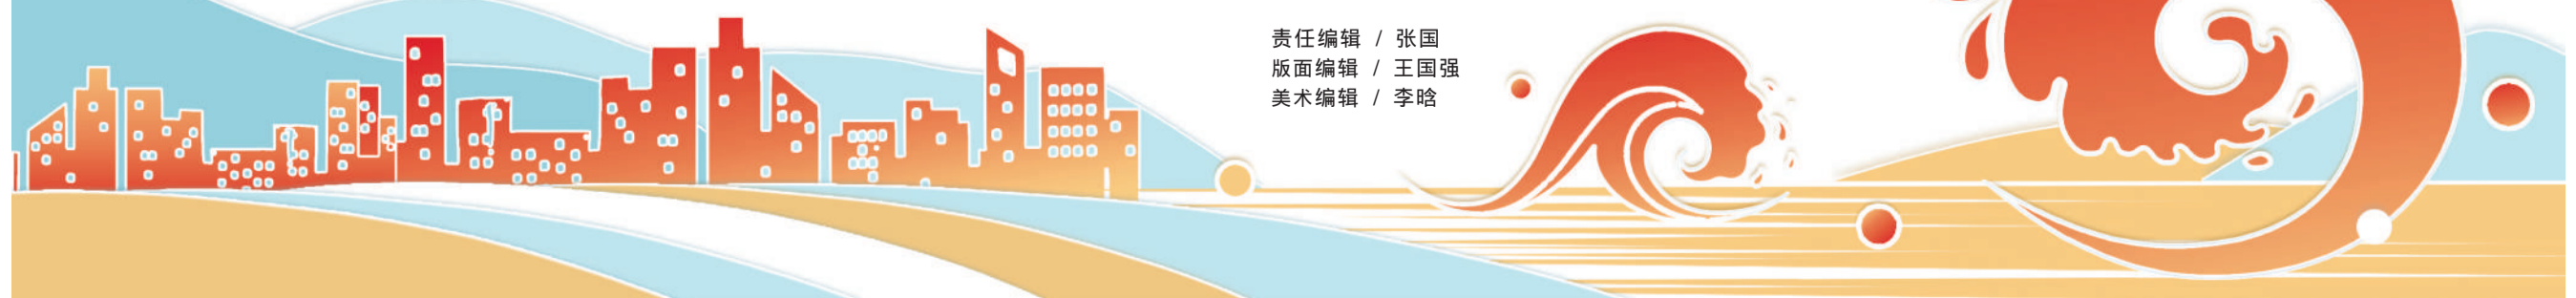 责任编辑 / 张国
版面编辑 / 王国强
美术编辑 / 李晗